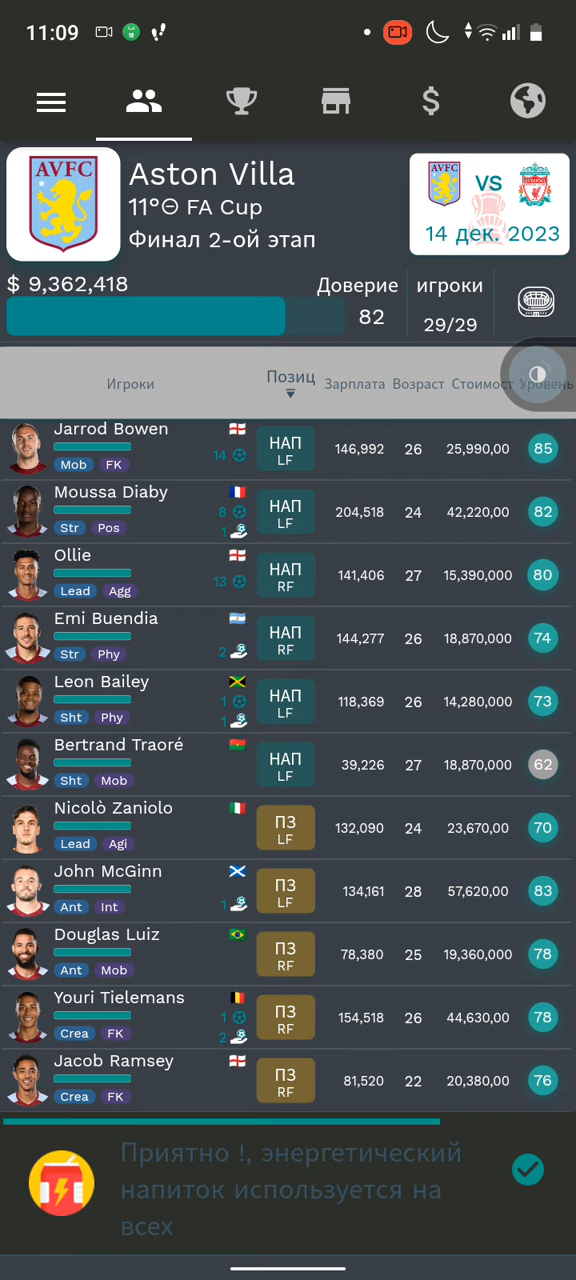 11:09
AVFC
Aston Villa
11°⊝ FA Cup
Финал 2-ой этап
VS
14 дек. 2023
$ 9,362,418
Доверие
82
игроки
29/29
Игроки Позиц Зарплата Возраст Стоимост Уровень
Jarrod Bowen
Mob FK 14 НАП LF 146,992 26 25,990,00 85
Moussa Diaby
Str Pos 8 1 НАП LF 204,518 24 42,220,00 82
Ollie
Lead Agg 13 НАП RF 141,406 27 15,390,000 80
Emi Buendia
Str Phy 2 НАП RF 144,277 26 18,870,000 74
Leon Bailey
Sht Phy 1 1 НАП LF 118,369 26 14,280,000 73
Bertrand Traoré
Sht Mob НАП LF 39,226 27 18,870,000 62
Nicolò Zaniolo
Lead Agi ПЗ LF 132,090 24 23,670,00 70
John McGinn
Ant Int 1 ПЗ LF 134,161 28 57,620,00 83
Douglas Luiz
Ant Mob ПЗ RF 78,380 25 19,360,000 78
Youri Tielemans
Crea FK 1 2 ПЗ RF 154,518 26 44,630,00 78
Jacob Ramsey
Crea FK ПЗ RF 81,520 22 20,380,00 76
Приятно !, энергетический
напиток используется на
всех